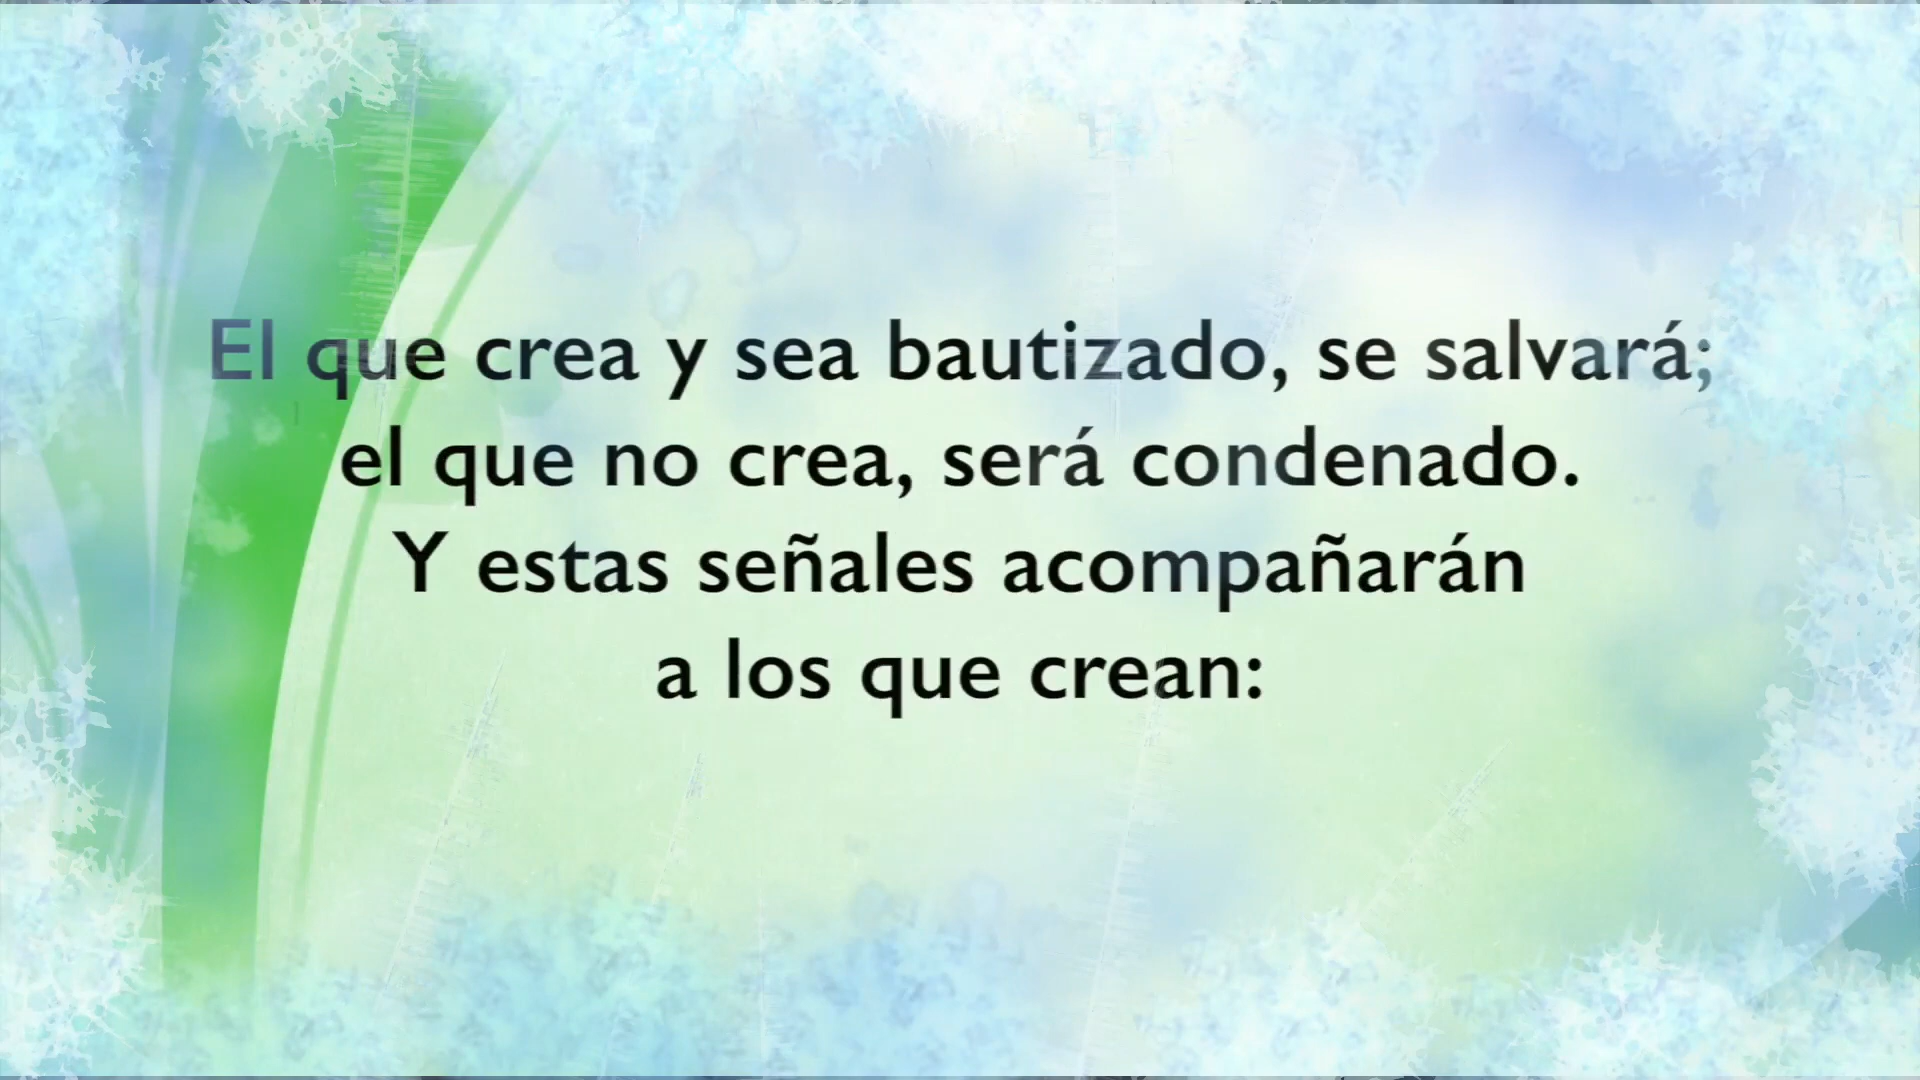 El que crea y sea bautizado, se salvará;
el que no crea, será condenado.
Y estas señales acompañarán
a los que crean: